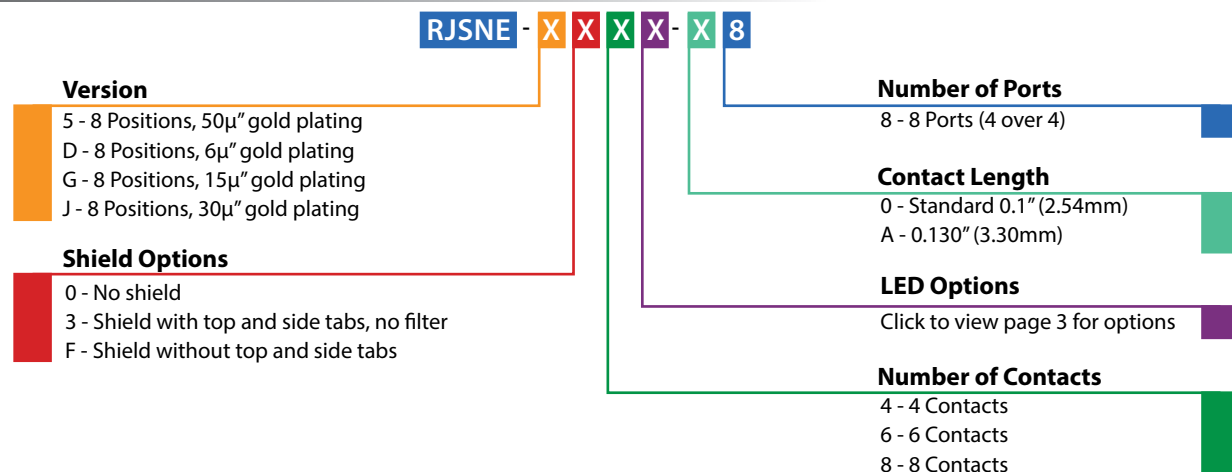 RJSNE - X X X X - X 8
Version
5 - 8 Positions, 50µ” gold plating
D - 8 Positions, 6µ” gold plating
G - 8 Positions, 15µ” gold plating
J - 8 Positions, 30µ” gold plating
Shield Options
0 - No shield
3 - Shield with top and side tabs, no filter
F - Shield without top and side tabs
Number of Ports
8 - 8 Ports (4 over 4)
Contact Length
0 - Standard 0.1” (2.54mm)
A - 0.130” (3.30mm)
LED Options
Click to view page 3 for options
Number of Contacts
4 - 4 Contacts
6 - 6 Contacts
8 - 8 Contacts